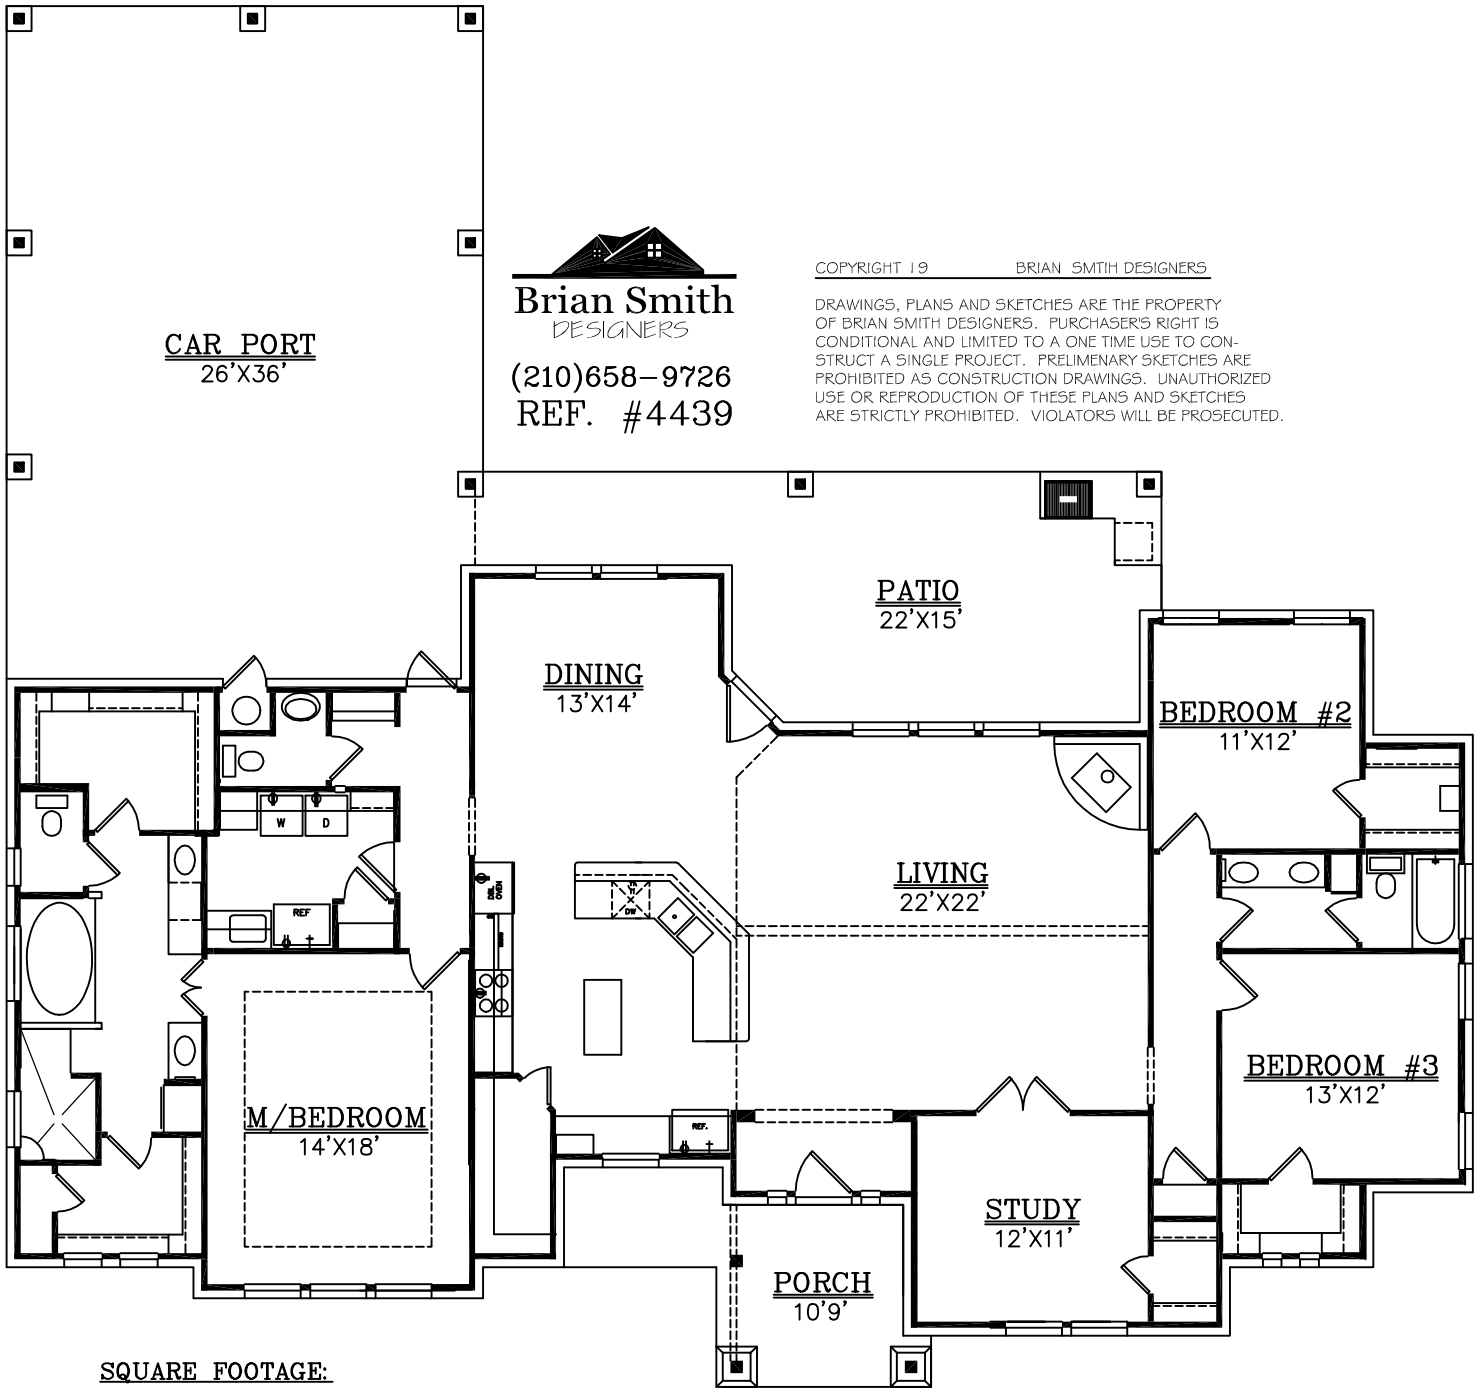 Brian Smith
DESIGNERS
(210)658-9726
REF. #4439
COPYRIGHT 19 BRIAN SMTIH DESIGNERS
DRAWINGS, PLANS AND SKETCHES ARE THE PROPERTY
OF BRIAN SMITH DESIGNERS. PURCHASER'S RIGHT IS
CONDITIONAL AND LIMITED TO A ONE TIME USE TO CON-
STRUCT A SINGLE PROJECT. PRELIMENARY SKETCHES ARE
PROHIBITED AS CONSTRUCTION DRAWINGS. UNAUTHORIZED
USE OR REPRODUCTION OF THESE PLANS AND SKETCHES
ARE STRICTLY PROHIBITED. VIOLATORS WILL BE PROSECUTED.
CAR PORT
26'X36'
PATIO
22'X15'
DINING
13'X14'
BEDROOM #2
11'X12'
W
D
LIVING
22'X22'
DBL
OVEN
DW
REF
BEDROOM #3
13'X12'
M/BEDROOM
14'X18'
REF.
STUDY
12'X11'
PORCH
10'9'
SQUARE FOOTAGE: